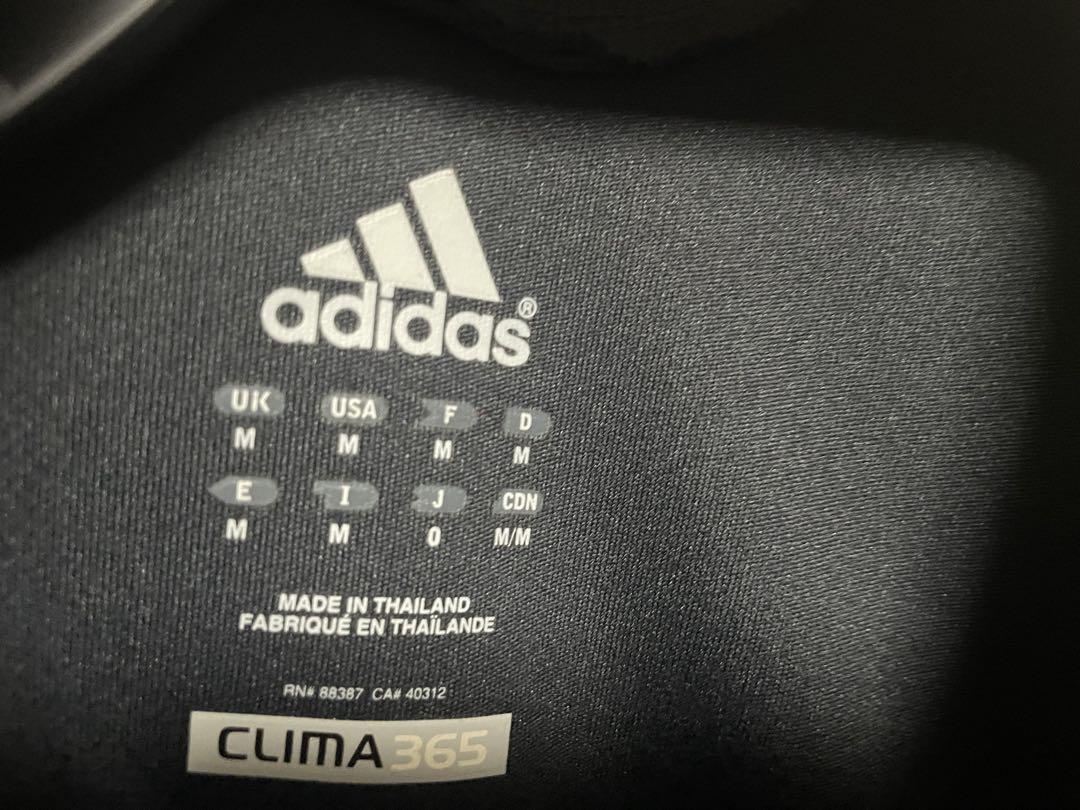 adidas®
UK USA F D
M M M M
E I J CDN
M M O M/M
MADE IN THAILAND
FABRIQUÉ EN THAÏLANDE
RN# 88387 CA# 40312
CLIMA365